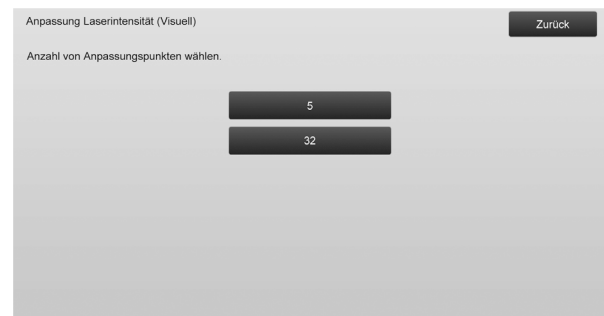 Anpassung Laserintensität (Visuell)
Zurück
Anzahl von Anpassungspunkten wählen.
5
32